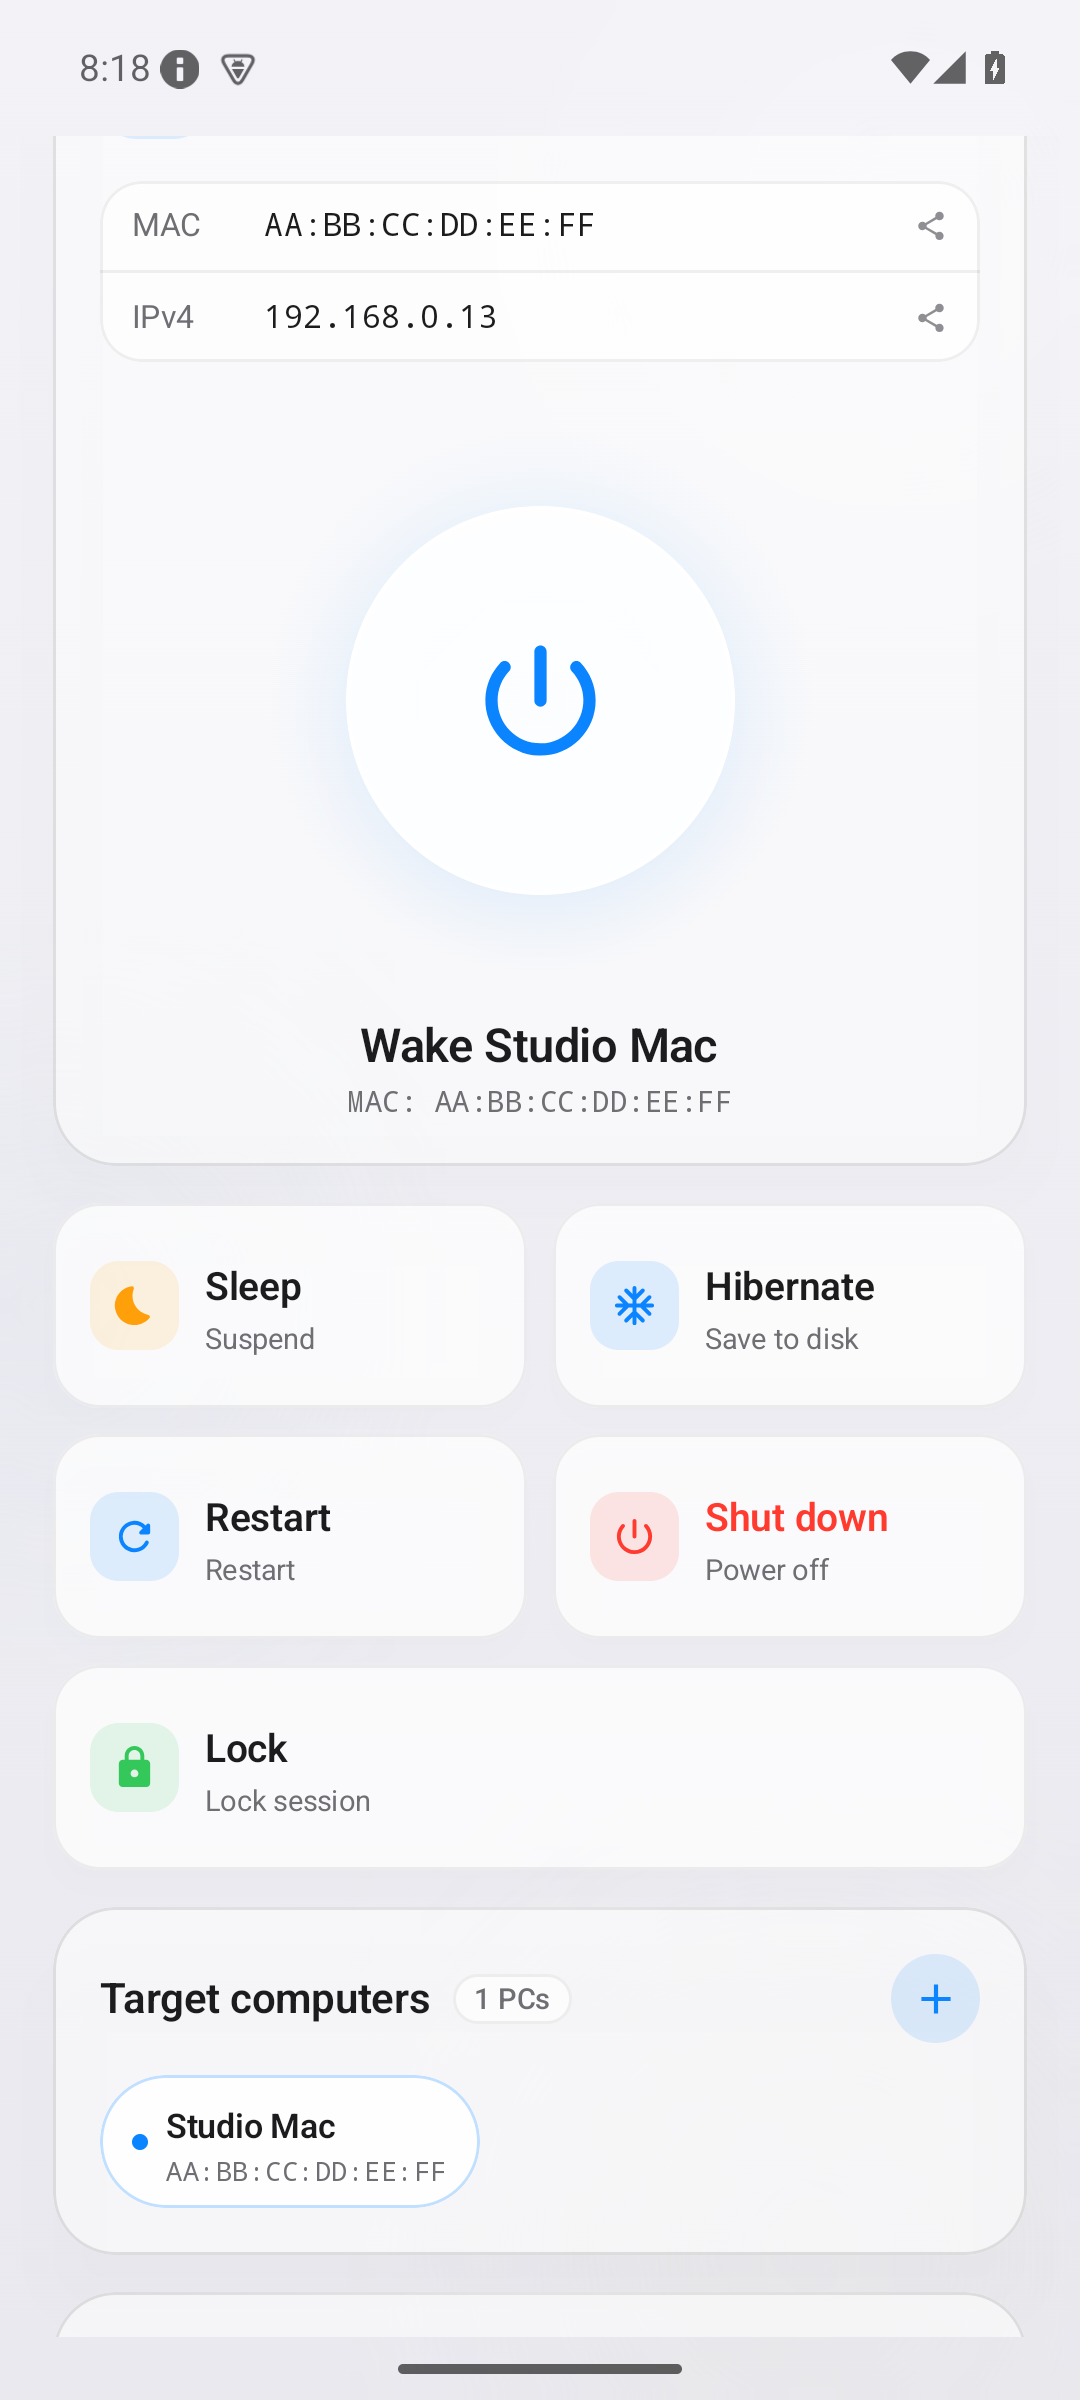 8:18
MAC AA:BB:CC:DD:EE:FF
IPv4 192.168.0.13
Wake Studio Mac
MAC: AA:BB:CC:DD:EE:FF
Sleep
Suspend
Hibernate
Save to disk
Restart
Restart
Shut down
Power off
Lock
Lock session
Target computers 1 PCs
Studio Mac
AA:BB:CC:DD:EE:FF